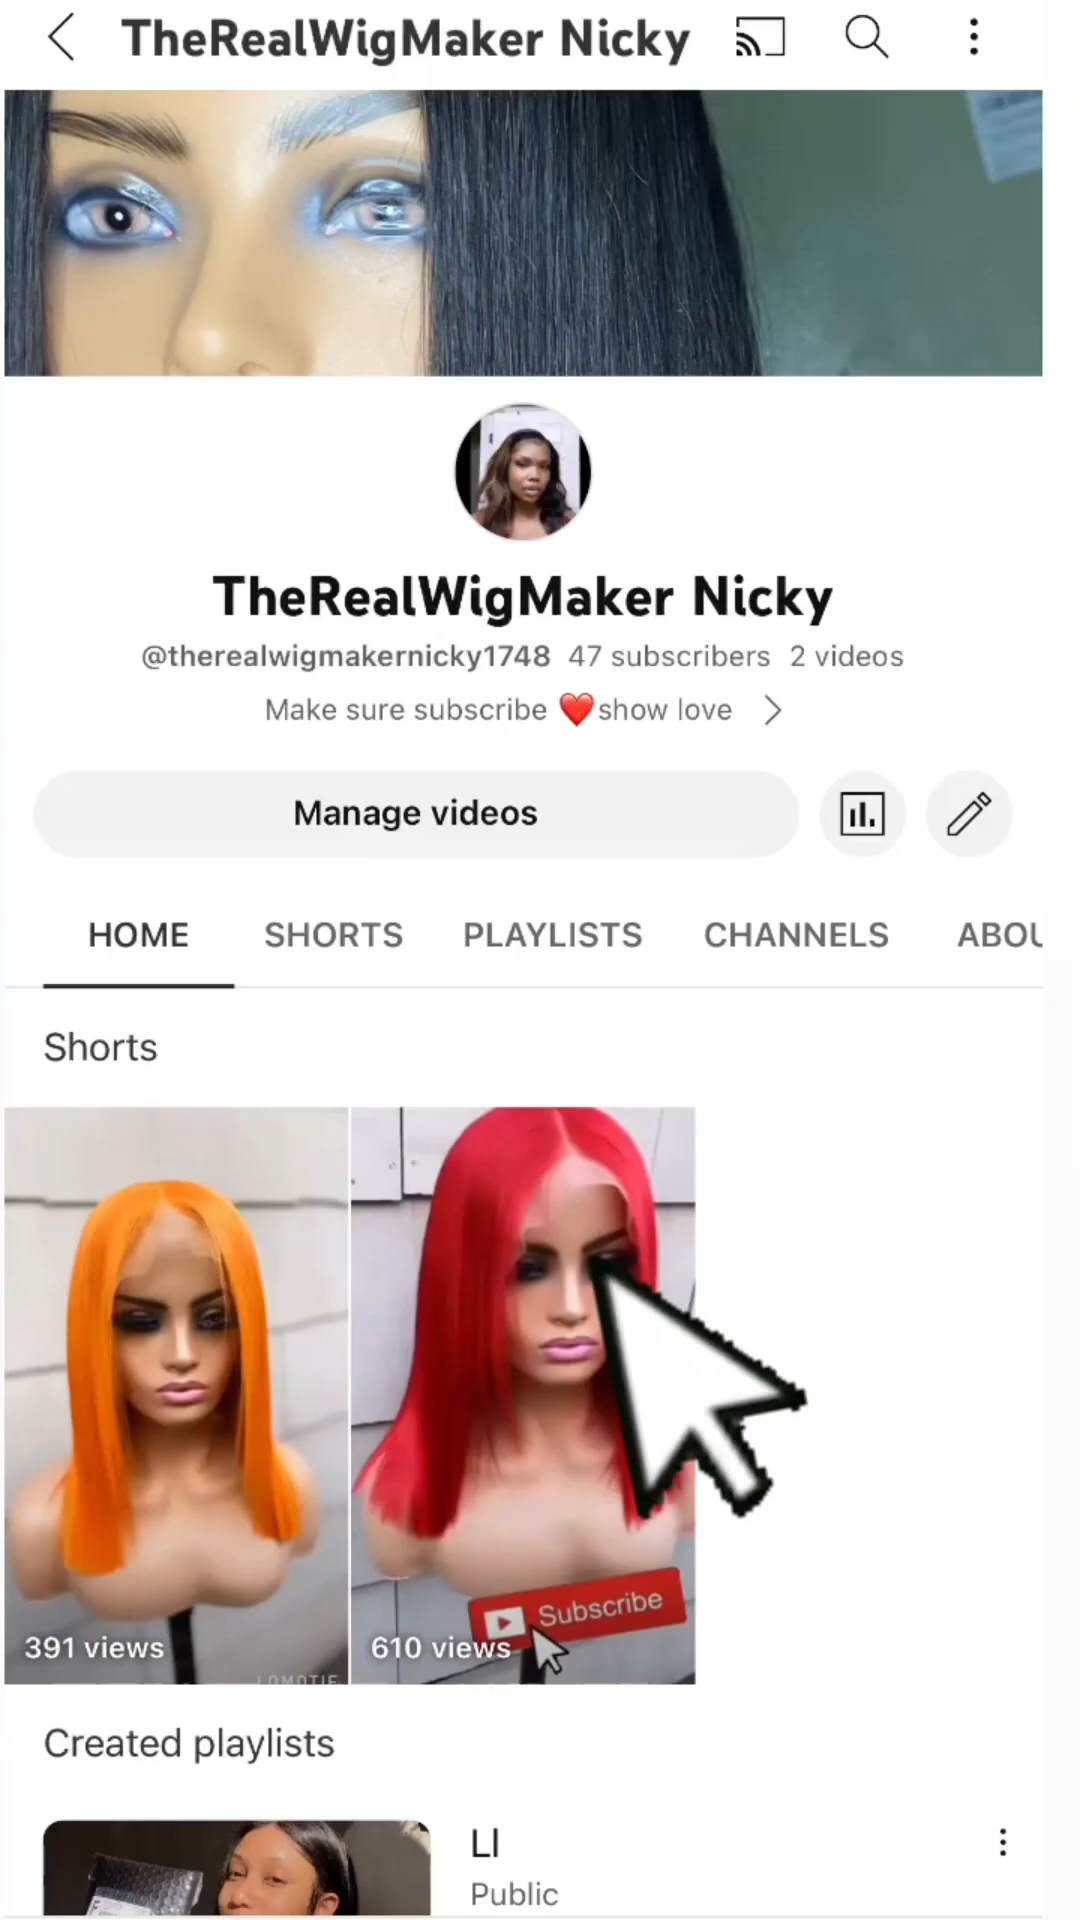 TheRealWigMaker Nicky
TheRealWigMaker Nicky
@therealwigmakernicky1748 47 subscribers 2 videos
Make sure subscribe ❤️show love
Manage videos
HOME SHORTS PLAYLISTS CHANNELS ABOU
Shorts
Subscribe
391 views 610 views
LOMOTIF
Created playlists
LI
Public